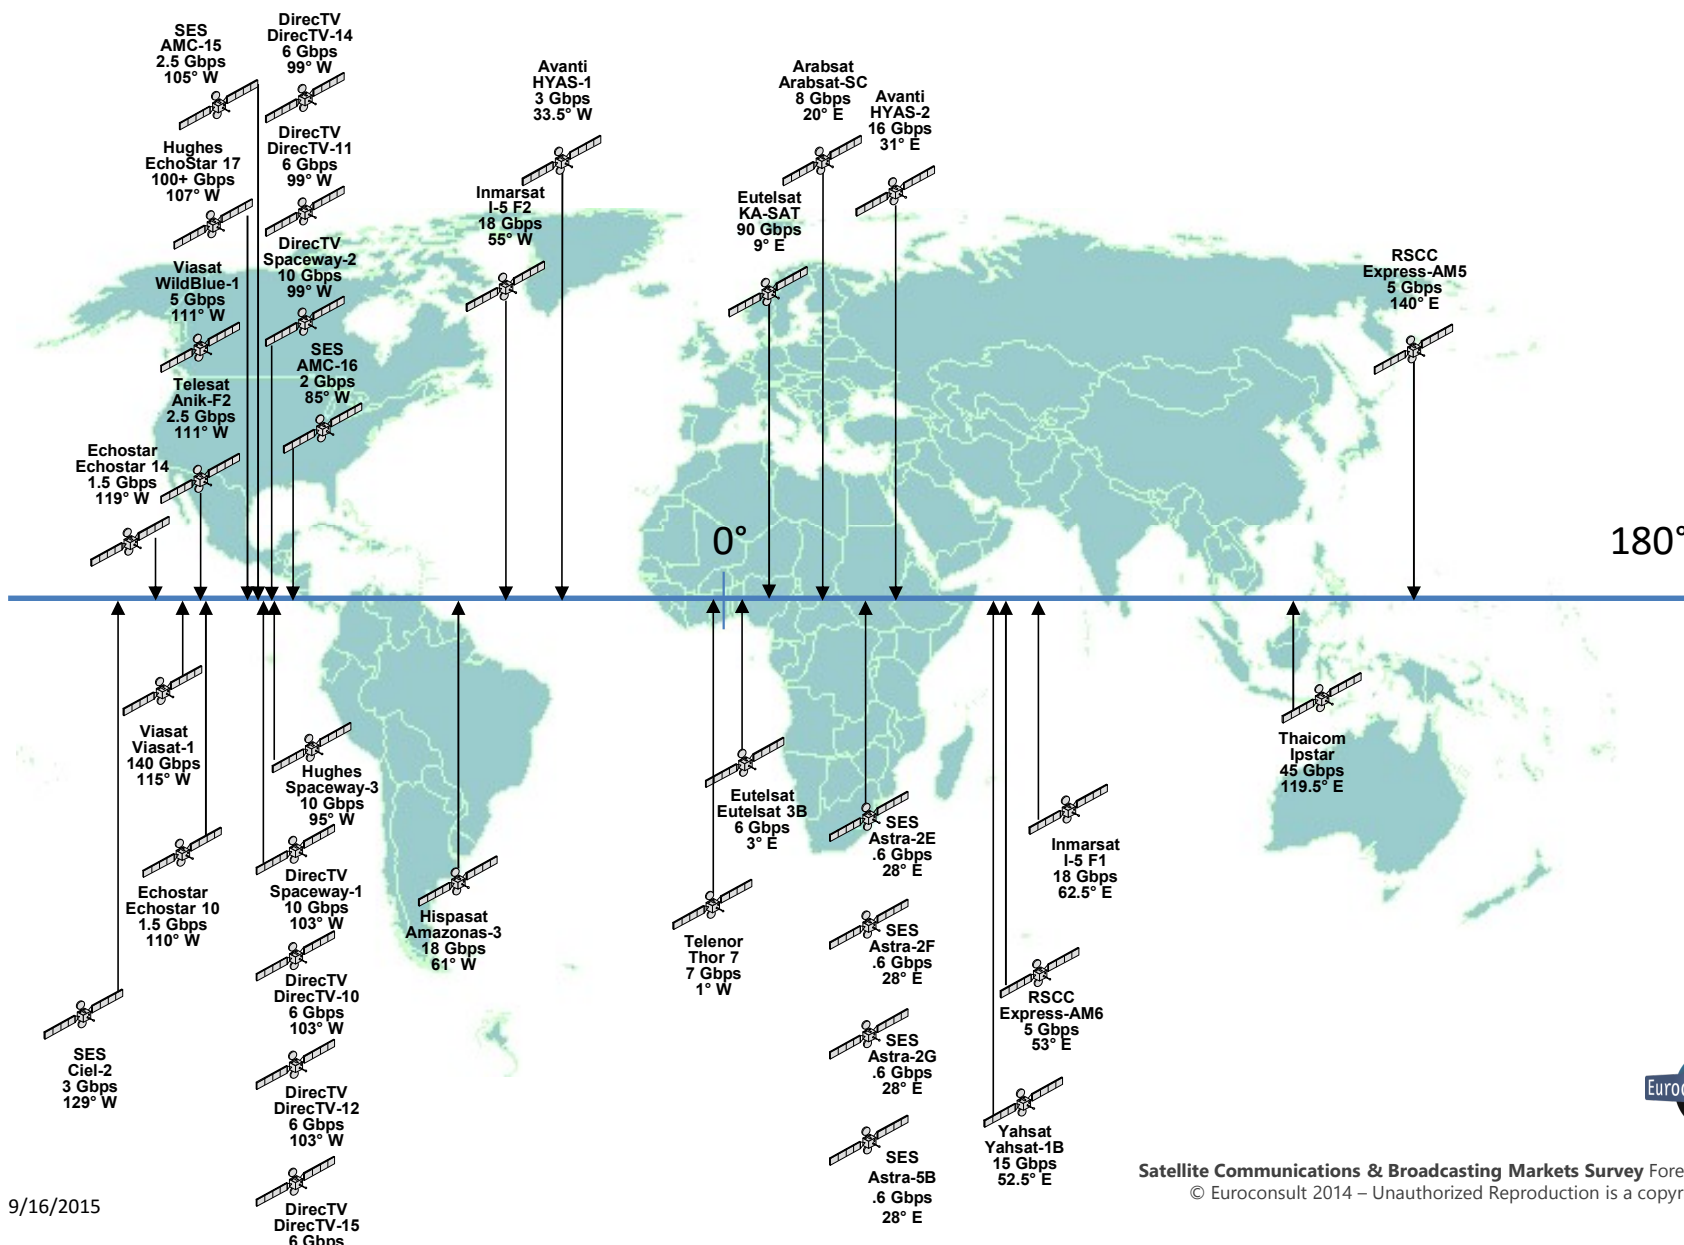 SES
AMC-15
2.5 Gbps
105° W
DirecTV
DirecTV-14
6 Gbps
99° W
Hughes
EchoStar 17
100+ Gbps
107° W
DirecTV
DirecTV-11
6 Gbps
99° W
Viasat
WildBlue-1
5 Gbps
111° W
DirecTV
Spaceway-2
10 Gbps
99° W
Telesat
Anik-F2
2.5 Gbps
111° W
SES
AMC-16
2 Gbps
85° W
Echostar
Echostar 14
1.5 Gbps
119° W
Avanti
HYAS-1
3 Gbps
33.5° W
Inmarsat
I-5 F2
18 Gbps
55° W
Arabsat
Arabsat-SC
8 Gbps
20° E
Avanti
HYAS-2
16 Gbps
31° E
Eutelsat
KA-SAT
90 Gbps
9° E
RSCC
Express-AM5
5 Gbps
140° E
0°
180°
Viasat
Viasat-1
140 Gbps
115° W
Hughes
Spaceway-3
10 Gbps
95° W
Echostar
Echostar 10
1.5 Gbps
110° W
DirecTV
Spaceway-1
10 Gbps
103° W
SES
Ciel-2
3 Gbps
129° W
DirecTV
DirecTV-10
6 Gbps
103° W
DirecTV
DirecTV-12
6 Gbps
103° W
DirecTV
DirecTV-15
6 Gbps
Hispasat
Amazonas-3
18 Gbps
61° W
Eutelsat
Eutelsat 3B
6 Gbps
3° E
Telenor
Thor 7
7 Gbps
1° W
SES
Astra-2E
.6 Gbps
28° E
SES
Astra-2F
.6 Gbps
28° E
SES
Astra-2G
.6 Gbps
28° E
SES
Astra-5B
.6 Gbps
28° E
Inmarsat
I-5 F1
18 Gbps
62.5° E
RSCC
Express-AM6
5 Gbps
53° E
Yahsat
Yahsat-1B
15 Gbps
52.5° E
Thaicom
Ipstar
45 Gbps
119.5° E
9/16/2015
Satellite Communications & Broadcasting Markets Survey
© Euroconsult 2014 – Unauthorized Reproduction is a